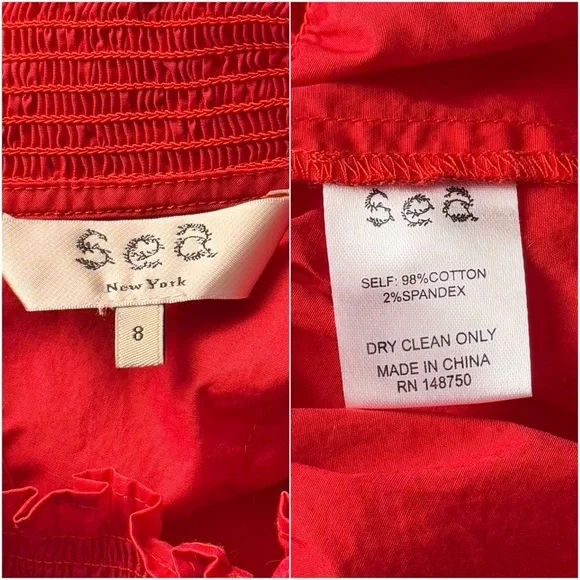 sea
New York
8
sea
SELF: 98%COTTON
2%SPANDEX
DRY CLEAN ONLY
MADE IN CHINA
RN 148750